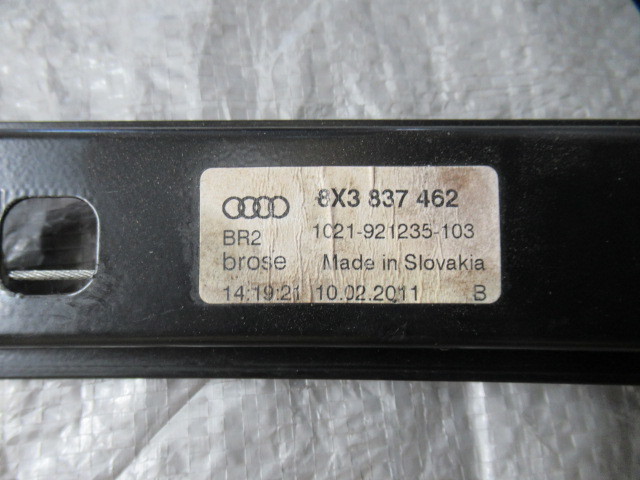 8X3 837 462
BR2 1021-921235-103
brose Made in Slovakia
14:19:21 10.02.2011 B